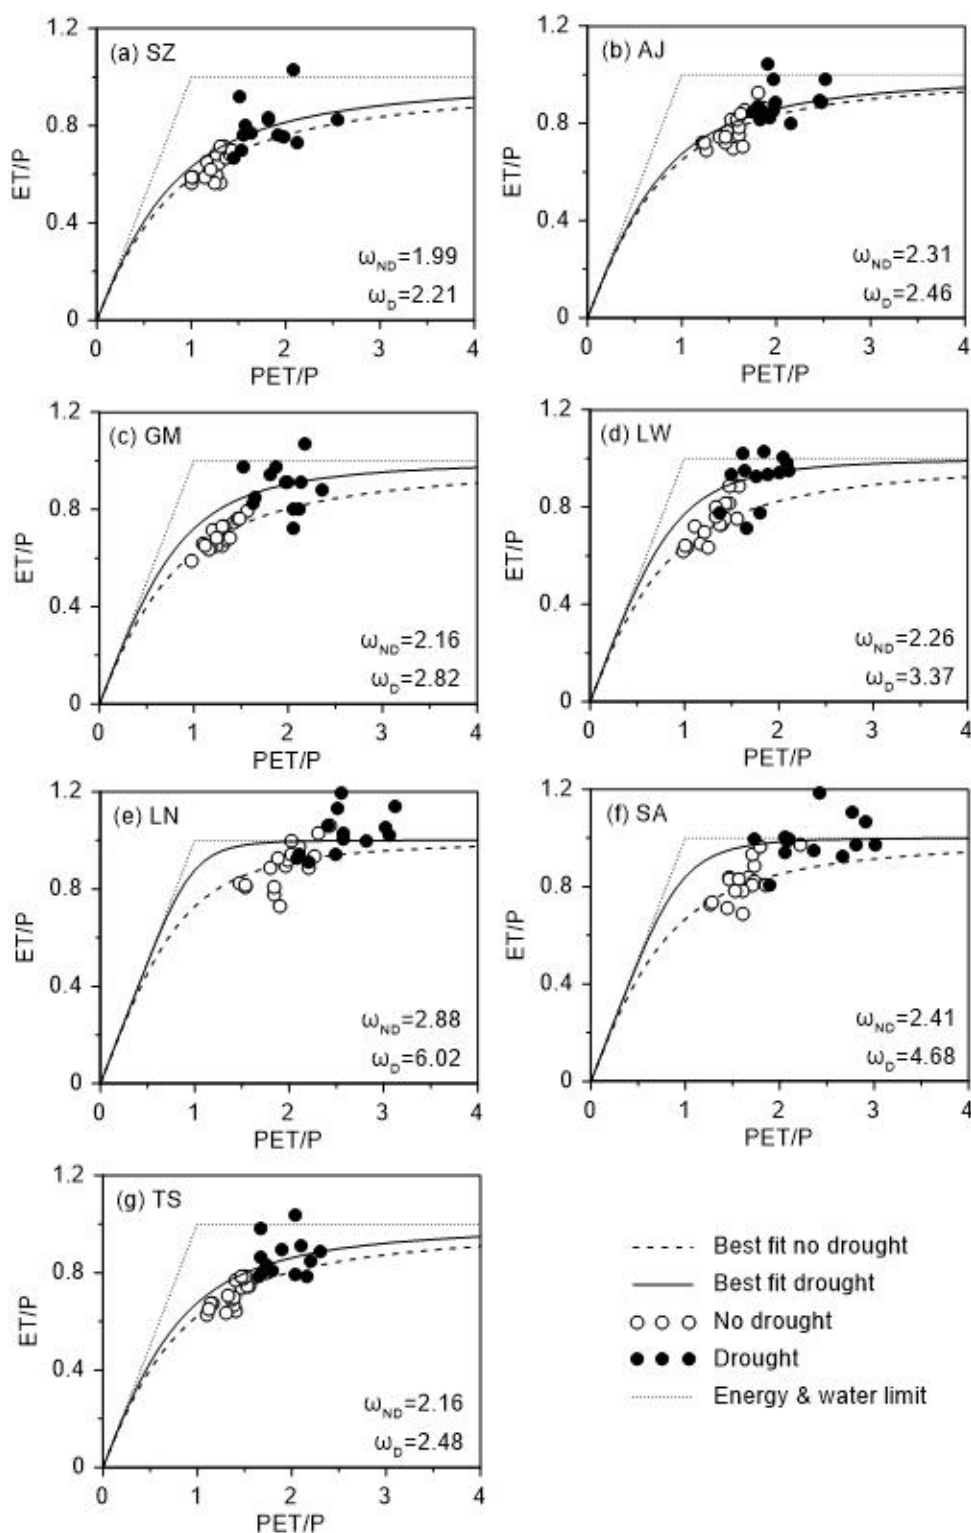 (a) SZ
ET/P
1.2
0.8
0.4
0
ω_ND=1.99
ω_D=2.21
0 1 2 3 4
PET/P
(b) AJ
ET/P
1.2
0.8
0.4
0
ω_ND=2.31
ω_D=2.46
0 1 2 3 4
PET/P
(c) GM
ET/P
1.2
0.8
0.4
0
ω_ND=2.16
ω_D=2.82
0 1 2 3 4
PET/P
(d) LW
ET/P
1.2
0.8
0.4
0
ω_ND=2.26
ω_D=3.37
0 1 2 3 4
PET/P
(e) LN
ET/P
1.2
0.8
0.4
0
ω_ND=2.88
ω_D=6.02
0 1 2 3 4
PET/P
(f) SA
ET/P
1.2
0.8
0.4
0
ω_ND=2.41
ω_D=4.68
0 1 2 3 4
PET/P
(g) TS
ET/P
1.2
0.8
0.4
0
ω_ND=2.16
ω_D=2.48
0 1 2 3 4
PET/P
Best fit no drought
Best fit drought
No drought
Drought
Energy & water limit